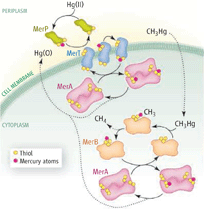 PERIPLASM
Hg(II)
MerP
Hg(O)
MerT
CH3Hg
MerA
CELL MEMBRANE
CYTOPLASM
CH4
CH3
CH3Hg
MerB
MerA
Thiol
Mercury atoms